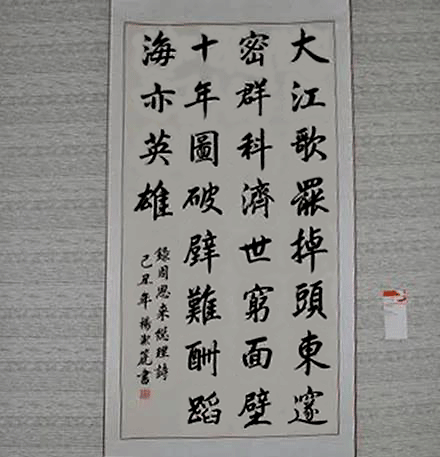 大江歌罷掉頭東邃
密群科濟世窮面壁
十年圖破壁難酬蹈
海亦英雄
錄周恩來總理詩
己丑年楊書